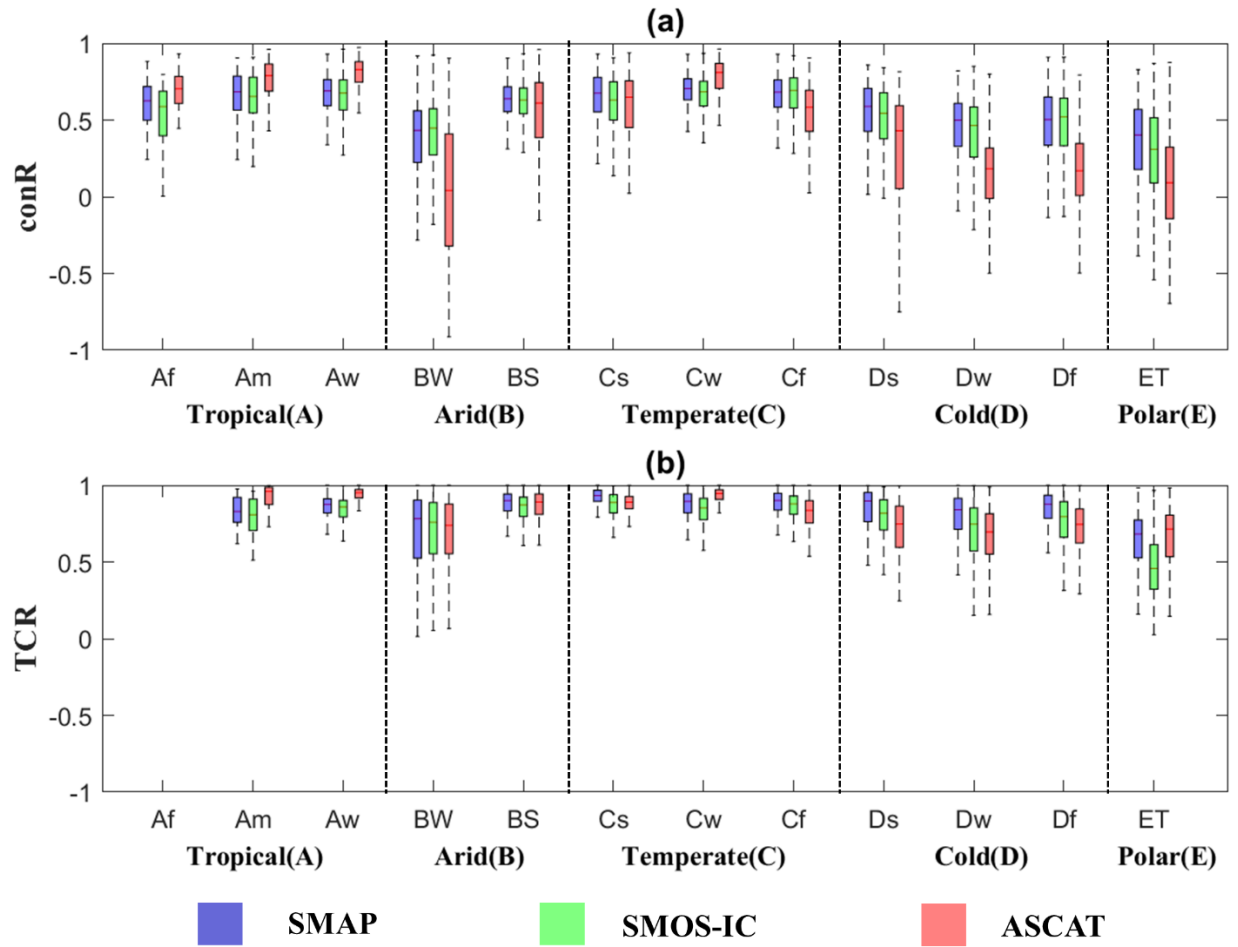 (a)
1
0.5
0
-0.5
-1
conR
Af Am Aw BW BS Cs Cw Cf Ds Dw Df ET
Tropical(A) Arid(B) Temperate(C) Cold(D) Polar(E)
(b)
1
0.5
0
-0.5
-1
TCR
Af Am Aw BW BS Cs Cw Cf Ds Dw Df ET
Tropical(A) Arid(B) Temperate(C) Cold(D) Polar(E)
SMAP SMOS-IC ASCAT